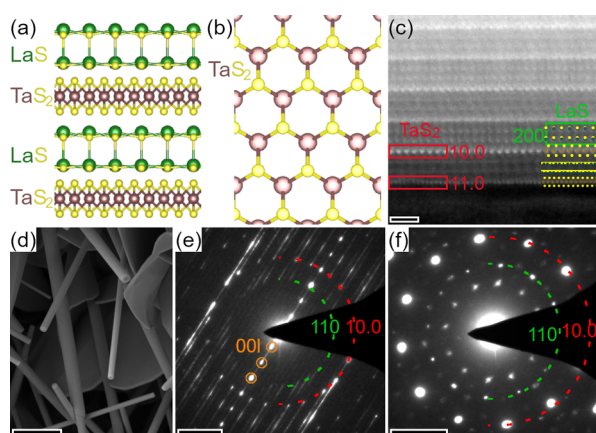 (a)
LaS
TaS2
LaS
TaS2
(b)
TaS2
(c)
LaS
200
TaS2
10.0
11.0
(d)
(e)
00l
110
10.0
(f)
110'
10.0